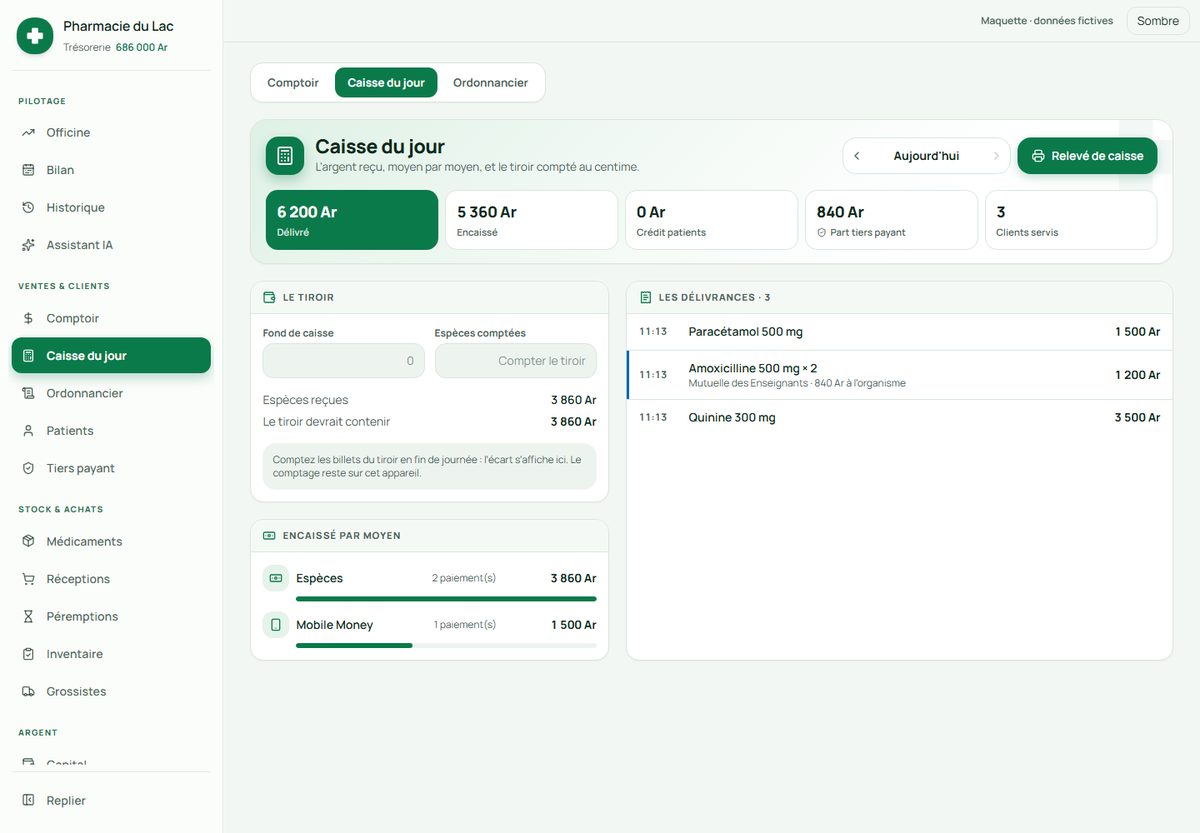 Pharmacie du Lac
Trésorerie 686 000 Ar
Maquette · données fictives
Sombre
PILOTAGE
Officine
Bilan
Historique
Assistant IA
VENTES & CLIENTS
Comptoir
Caisse du jour
Ordonnancier
Patients
Tiers payant
STOCK & ACHATS
Médicaments
Réceptions
Péremptions
Inventaire
Grossistes
ARGENT
Capital
Replier
Comptoir
Caisse du jour
Ordonnancier
Caisse du jour
L'argent reçu, moyen par moyen, et le tiroir compté au centime.
Aujourd'hui
Relevé de caisse
6 200 Ar
Délivré
5 360 Ar
Encaissé
0 Ar
Crédit patients
840 Ar
Part tiers payant
3
Clients servis
LE TIROIR
Fond de caisse
Espèces comptées
0
Compter le tiroir
Espèces reçues 3 860 Ar
Le tiroir devrait contenir 3 860 Ar
Comptez les billets du tiroir en fin de journée : l'écart s'affiche ici. Le
comptage reste sur cet appareil.
ENCAISSÉ PAR MOYEN
Espèces 2 paiement(s) 3 860 Ar
Mobile Money 1 paiement(s) 1 500 Ar
LES DÉLIVRANCES · 3
11:13 Paracétamol 500 mg 1 500 Ar
11:13 Amoxicilline 500 mg × 2 1 200 Ar
Mutuelle des Enseignants · 840 Ar à l'organisme
11:13 Quinine 300 mg 3 500 Ar